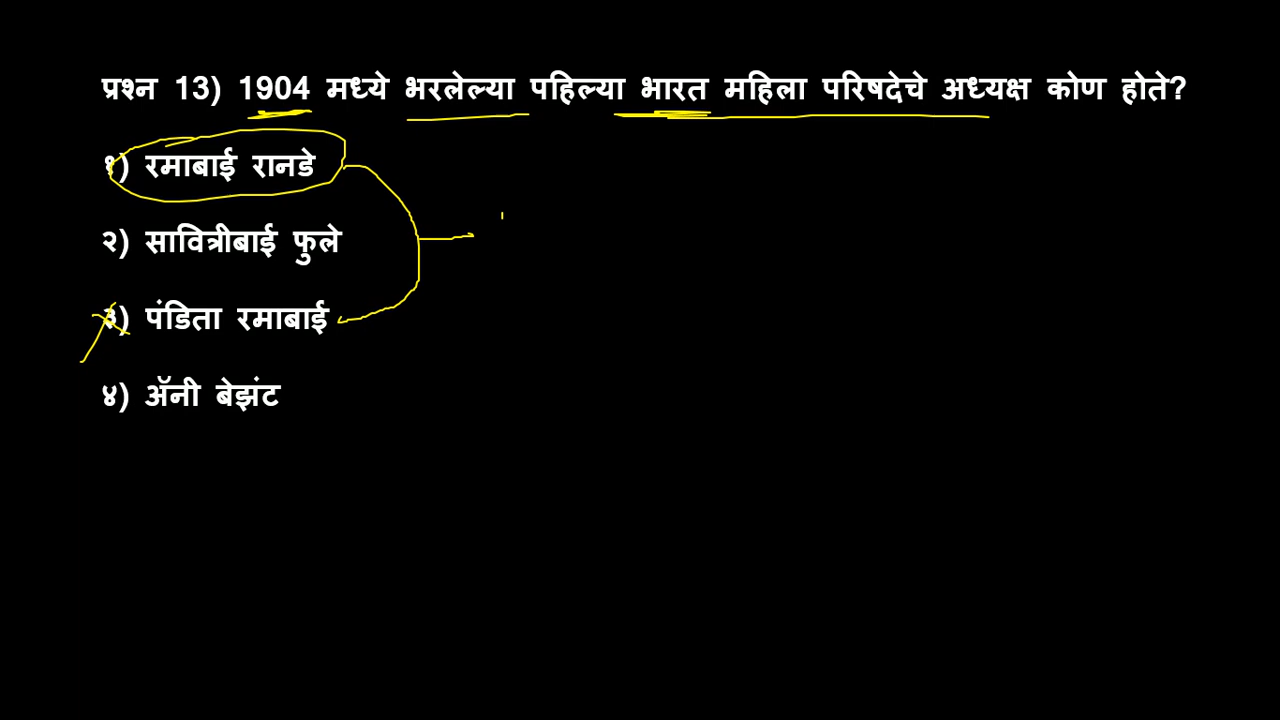 प्रश्न 13) 1904 मध्ये भरलेल्या पहिल्या भारत महिला परिषदेचे अध्यक्ष कोण होते?
१) रमाबाई रानडे
२) सावित्रीबाई फुले
३) पंडिता रमाबाई
४) ॲनी बेझंट